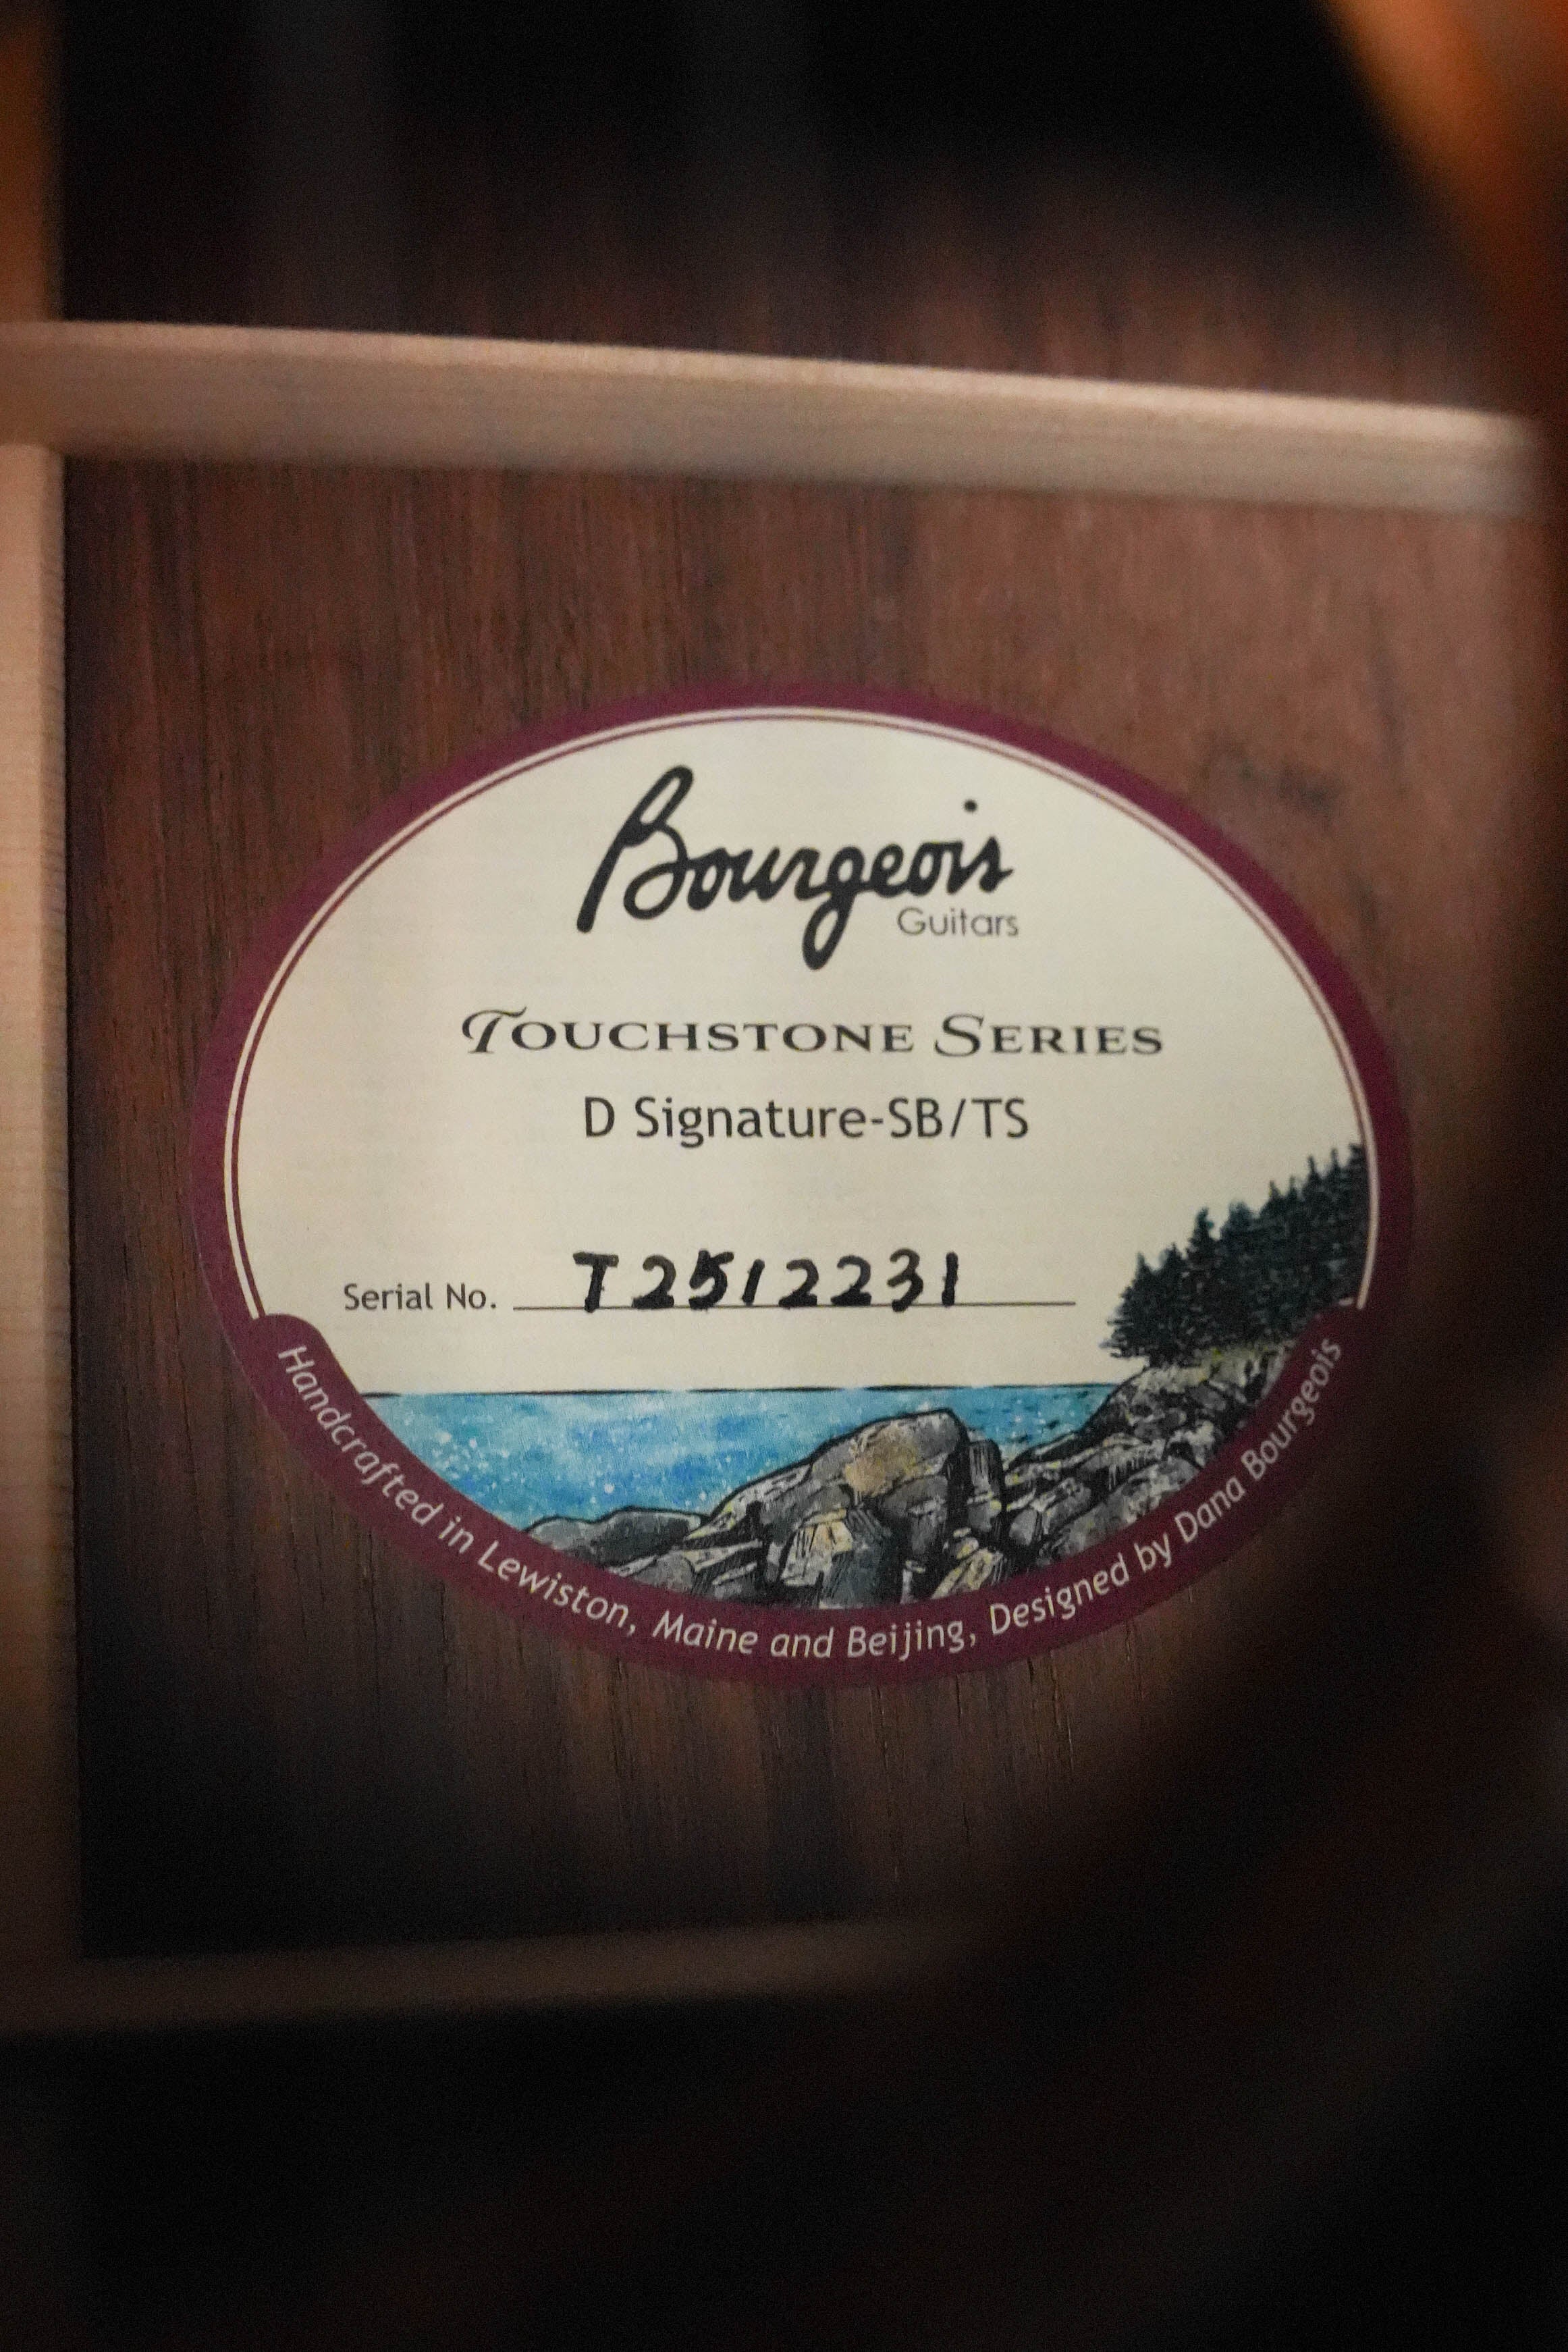 Bourgeois
Guitars
TOUCHSTONE SERIES
D Signature-SB/TS
Serial No. T2512231
Handcrafted in Lewiston, Maine and Beijing, Designed by Dana Bourgeois